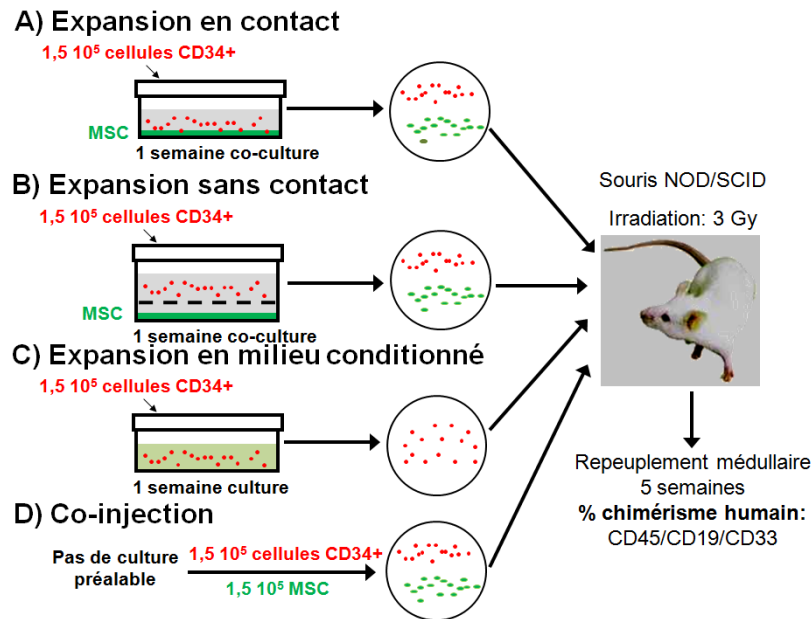 A) Expansion en contact
1,5 10⁵ cellules CD34+
MSC
1 semaine co-culture
B) Expansion sans contact
1,5 10⁵ cellules CD34+
MSC
1 semaine co-culture
C) Expansion en milieu conditionné
1,5 10⁵ cellules CD34+
1 semaine culture
D) Co-injection
Pas de culture
préalable
1,5 10⁵ cellules CD34+
1,5 10⁵ MSC
Souris NOD/SCID
Irradiation: 3 Gy
Repeuplement médullaire
5 semaines
% chimérisme humain:
CD45/CD19/CD33